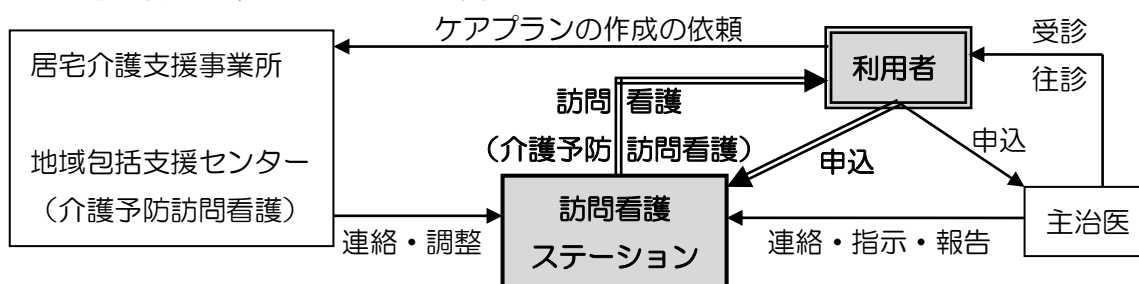 ケアプランの作成の依頼
居宅介護支援事業所
地域包括支援センター
（介護予防訪問看護）
利用者
受診
往診
訪問看護
（介護予防訪問看護）
申込
申込
訪問看護
ステーション
主治医
連絡・調整
連絡・指示・報告